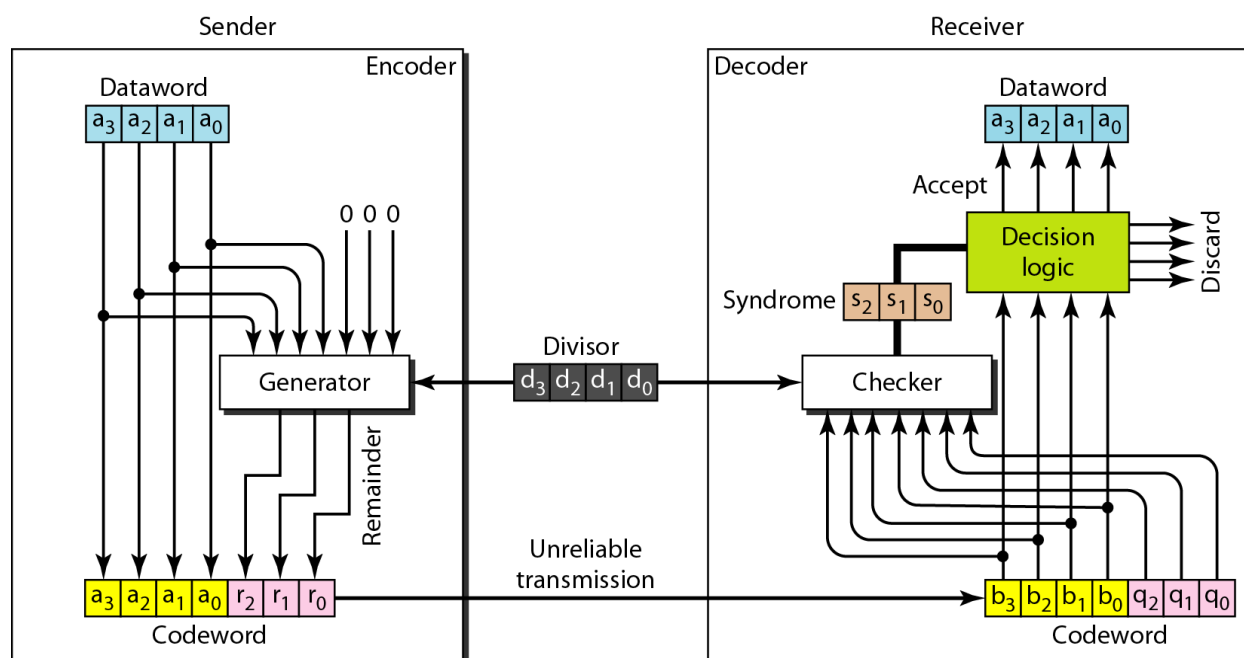 Sender
Receiver
Encoder
Decoder
Dataword
a₃ a₂ a₁ a₀
0 0 0
Generator
Remainder
a₃ a₂ a₁ a₀ r₂ r₁ r₀
Codeword
Divisor
d₃ d₂ d₁ d₀
Unreliable
transmission
Dataword
a₃ a₂ a₁ a₀
Accept
Decision
logic
Discard
Syndrome
s₂ s₁ s₀
Checker
b₃ b₂ b₁ b₀ q₂ q₁ q₀
Codeword